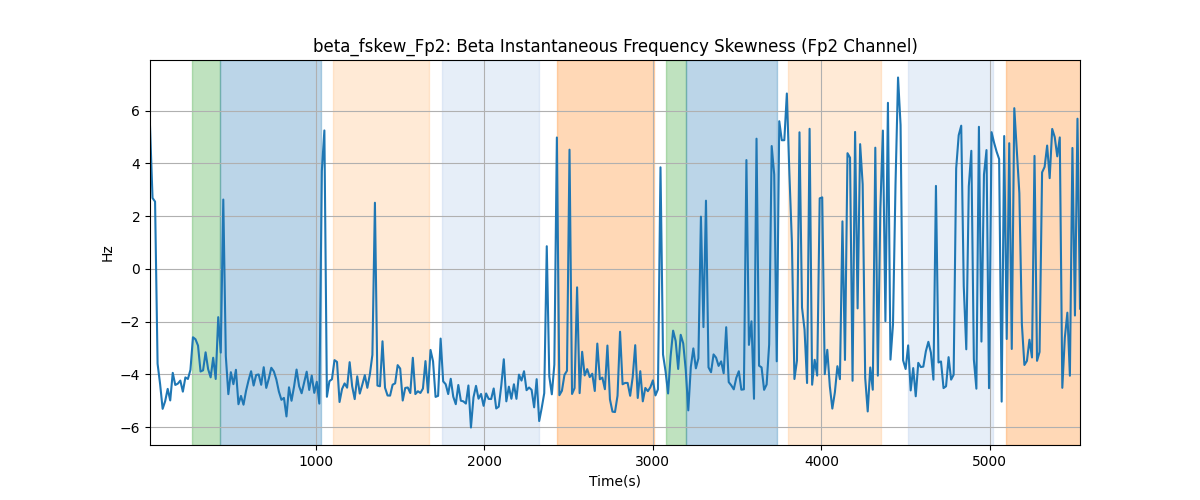 beta_fskew_Fp2: Beta Instantaneous Frequency Skewness (Fp2 Channel)
Hz
6
4
2
0
−2
−4
−6
1000 2000 3000 4000 5000
Time(s)